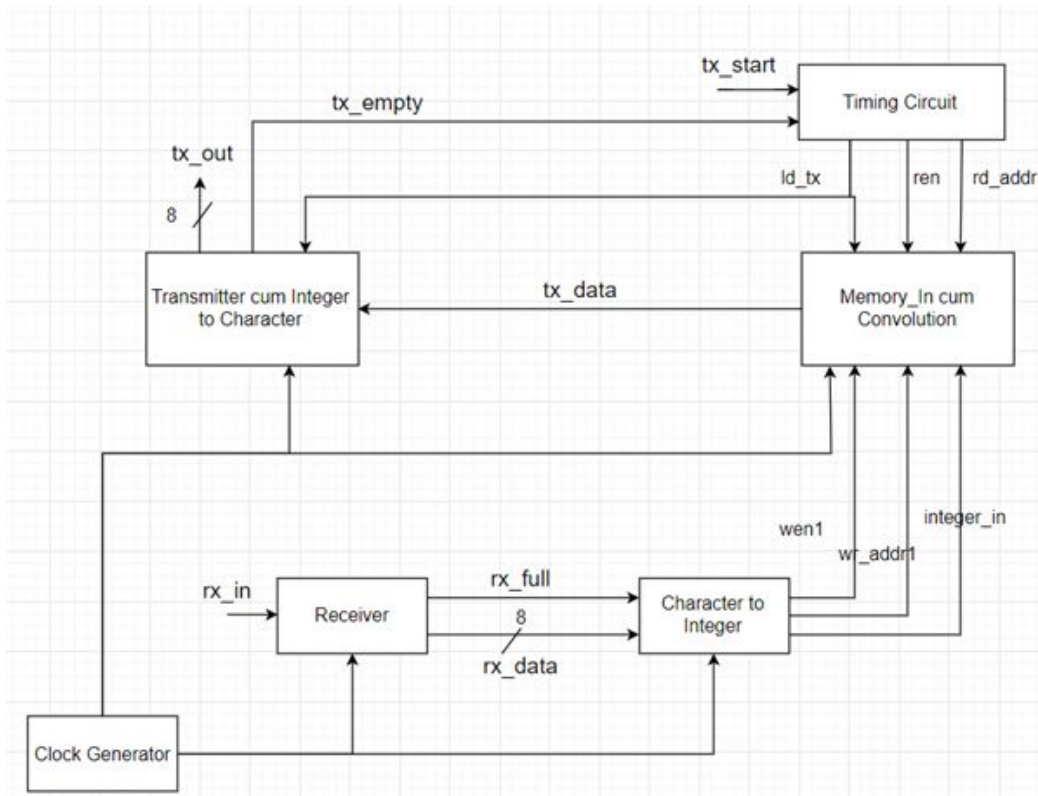 tx_start
Timing Circuit
tx_empty
tx_out
8
ld_tx
ren
rd_addr
Transmitter cum Integer
to Character
tx_data
Memory_In cum
Convolution
wen1
wr_addr1
integer_in
rx_in
Receiver
rx_full
8
rx_data
Character to
Integer
Clock Generator